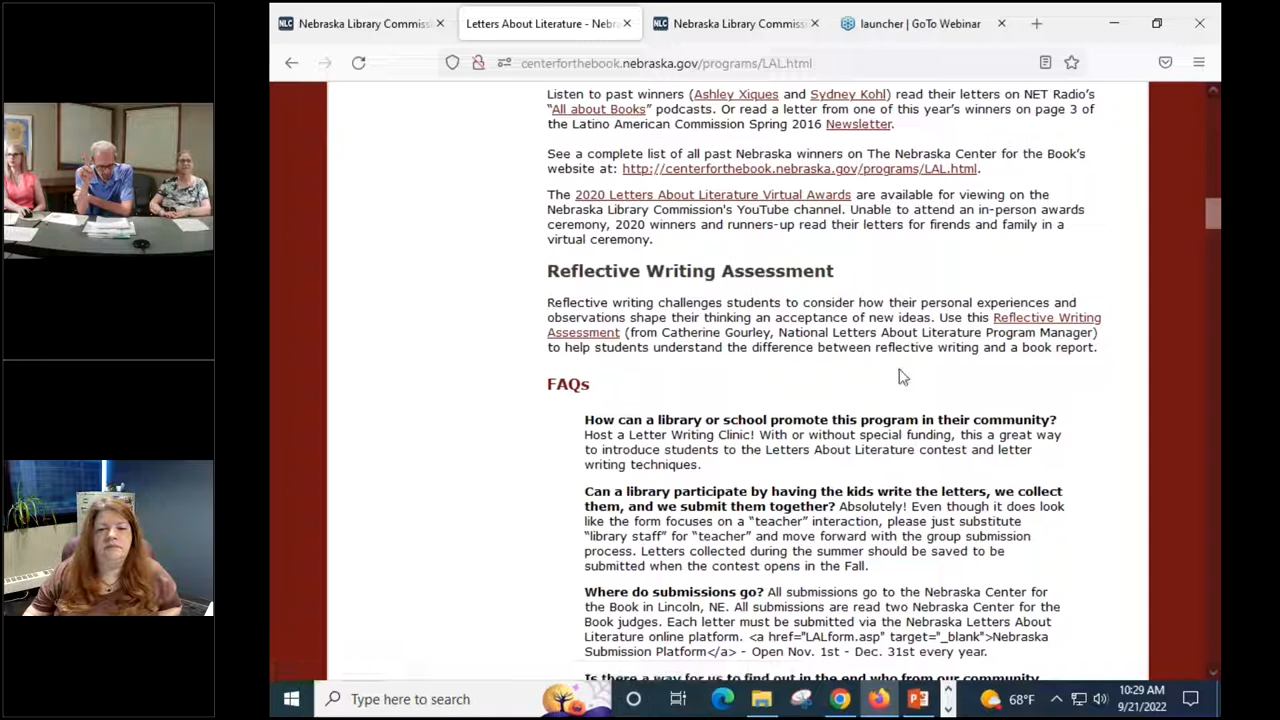 Nebraska Library Commiss
Letters About Literature - Nebr
Nebraska Library Commiss
launcher | GoTo Webinar
centerforthebook.nebraska.gov/programs/LAL.html
Listen to past winners (Ashley Xiques and Sydney Kohl) read their letters on NET Radio's
“All about Books” podcasts. Or read a letter from one of this year's winners on page 3 of
the Latino American Commission Spring 2016 Newsletter.
See a complete list of all past Nebraska winners on The Nebraska Center for the Book's
website at: http://centerforthebook.nebraska.gov/programs/LAL.html.
The 2020 Letters About Literature Virtual Awards are available for viewing on the
Nebraska Library Commission's YouTube channel. Unable to attend an in-person awards
ceremony, 2020 winners and runners-up read their letters for firends and family in a
virtual ceremony.
Reflective Writing Assessment
Reflective writing challenges students to consider how their personal experiences and
observations shape their thinking an acceptance of new ideas. Use this Reflective Writing
Assessment (from Catherine Gourley, National Letters About Literature Program Manager)
to help students understand the difference between reflective writing and a book report.
FAQs
How can a library or school promote this program in their community?
Host a Letter Writing Clinic! With or without special funding, this a great way
to introduce students to the Letters About Literature contest and letter
writing techniques.
Can a library participate by having the kids write the letters, we collect
them, and we submit them together? Absolutely! Even though it does look
like the form focuses on a “teacher” interaction, please just substitute
“library staff” for “teacher” and move forward with the group submission
process. Letters collected during the summer should be saved to be
submitted when the contest opens in the Fall.
Where do submissions go? All submissions go to the Nebraska Center for
the Book in Lincoln, NE. All submissions are read two Nebraska Center for the
Book judges. Each letter must be submitted via the Nebraska Letters About
Literature online platform. <a href="LALform.asp" target="_blank">Nebraska
Submission Platform</a> - Open Nov. 1st - Dec. 31st every year.
Is there a way for us to find out in the end who from our community
Type here to search
68°F
10:29 AM
9/21/2022